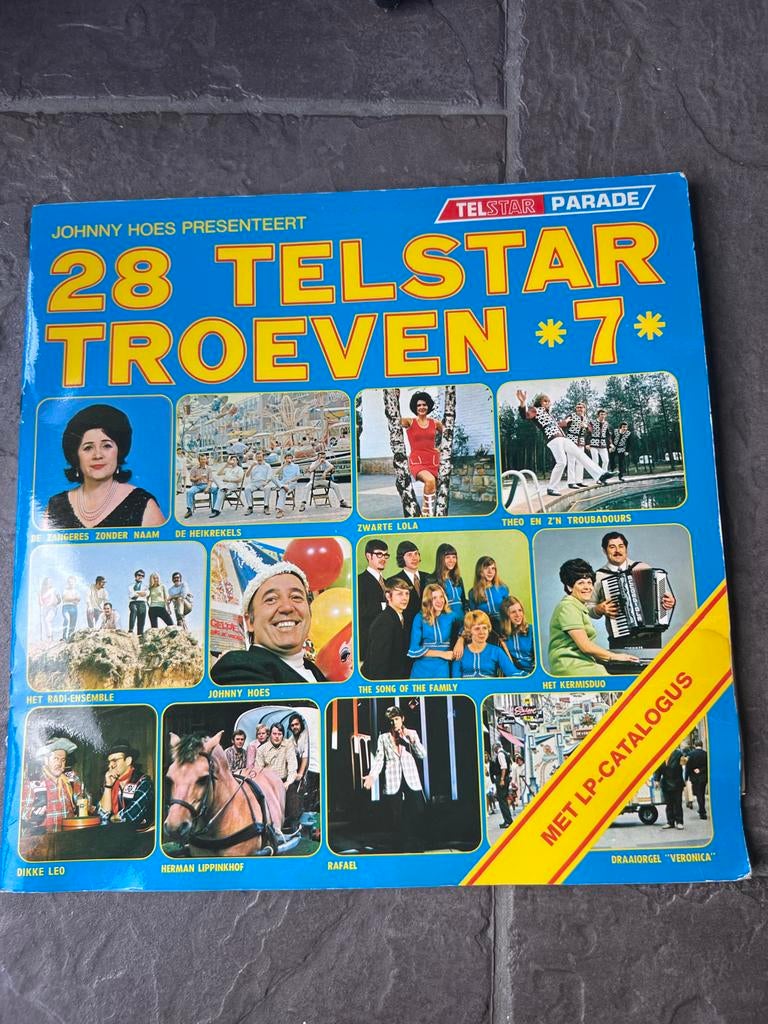 JOHNNY HOES PRESENTEERT
TELSTAR PARADE
28 TELSTAR
TROEVEN *7*
DE ZANGERES ZONDER NAAM
DE HEIKREKELS
ZWARTE LOLA
THEO EN Z'N TROUBADOURS
HET RADI-ENSEMBLE
JOHNNY HOES
THE SONG OF THE FAMILY
HET KERMISDUO
DIKKE LEO
HERMAN LIPPINKHOF
RAFAEL
MET LP-CATALOGUS
DRAAIORGEL "VERONICA"